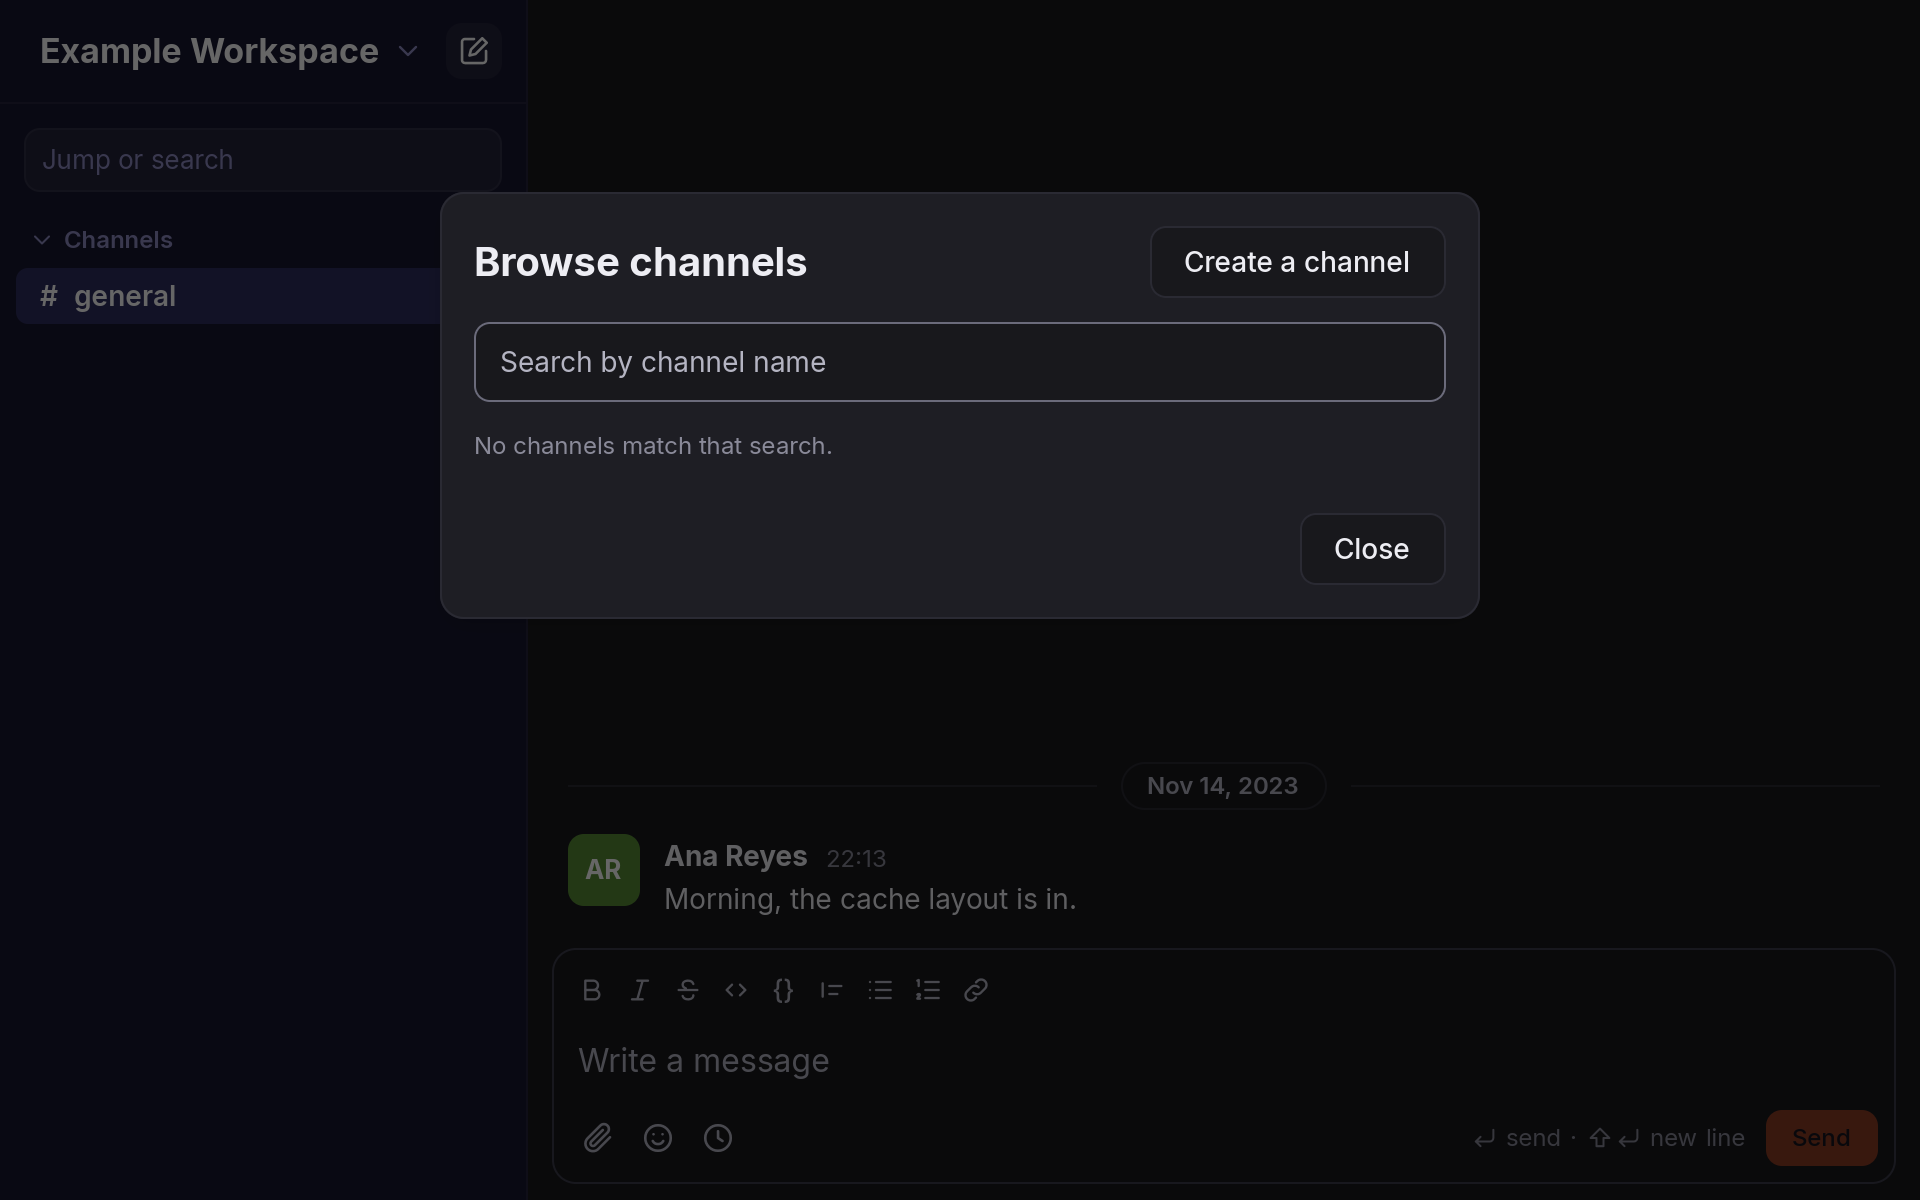 Example Workspace
Jump or search
Channels
# general
Browse channels
Create a channel
Search by channel name
No channels match that search.
Close
Nov 14, 2023
AR
Ana Reyes 22:13
Morning, the cache layout is in.
Write a message
send · new line
Send